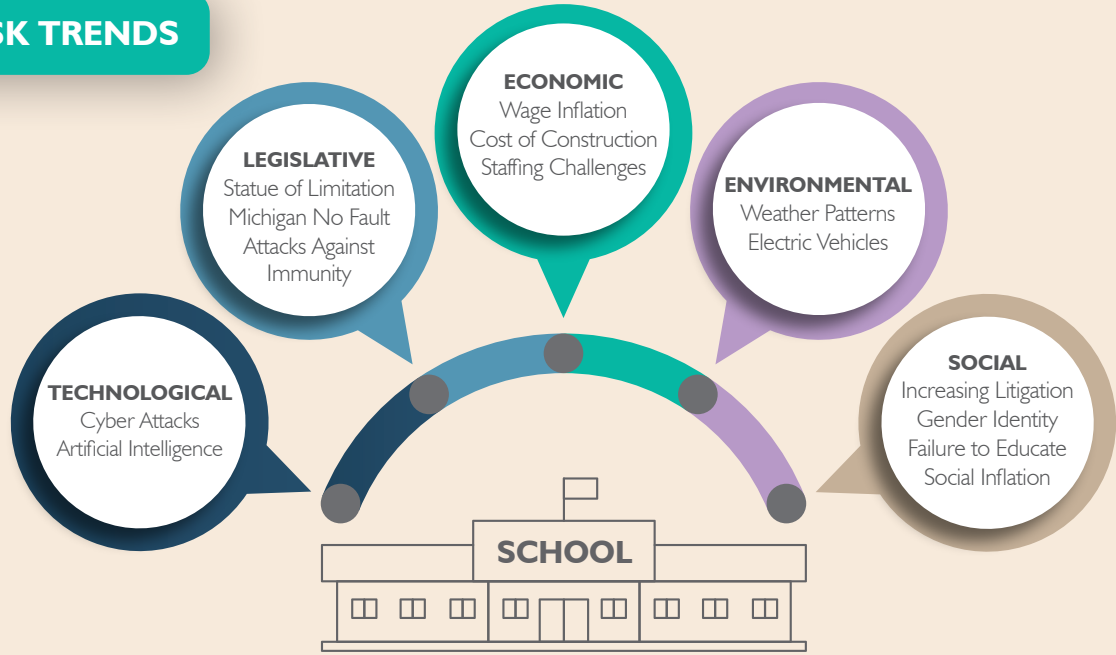 SK TRENDS
TECHNOLOGICAL
Cyber Attacks
Artificial Intelligence
LEGISLATIVE
Statue of Limitation
Michigan No Fault
Attacks Against
Immunity
ECONOMIC
Wage Inflation
Cost of Construction
Staffing Challenges
ENVIRONMENTAL
Weather Patterns
Electric Vehicles
SOCIAL
Increasing Litigation
Gender Identity
Failure to Educate
Social Inflation
SCHOOL